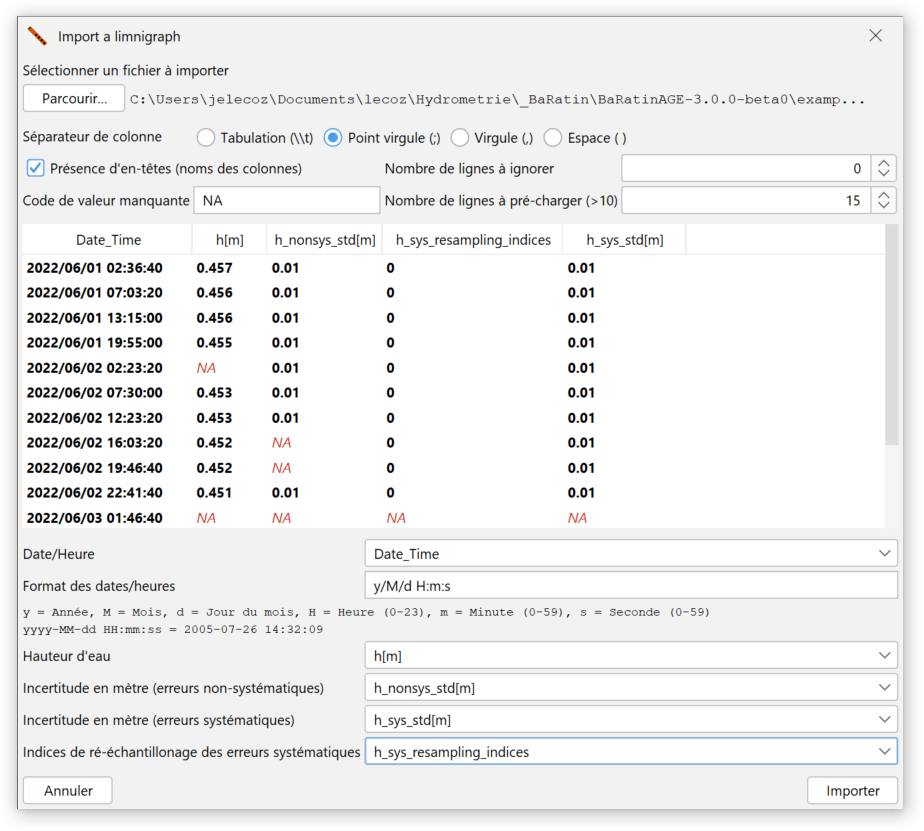 Import a limnigraph
Sélectionner un fichier à importer
Parcourir... C:\Users\jelecoz\Documents\lecoz\Hydrometrie\_BaRatin\BaRatinAGE-3.0.0-beta0\examp...
Séparateur de colonne Tabulation (\\t) Point virgule (;) Virgule (,) Espace ( )
Présence d'en-têtes (noms des colonnes) Nombre de lignes à ignorer 0
Code de valeur manquante NA Nombre de lignes à pré-charger (>10) 15
Date_Time h[m] h_nonsys_std[m] h_sys_resampling_indices h_sys_std[m]
2022/06/01 02:36:40 0.457 0.01 0 0.01
2022/06/01 07:03:20 0.456 0.01 0 0.01
2022/06/01 13:15:00 0.456 0.01 0 0.01
2022/06/01 19:55:00 0.455 0.01 0 0.01
2022/06/02 02:23:20 NA 0.01 0 0.01
2022/06/02 07:30:00 0.453 0.01 0 0.01
2022/06/02 12:23:20 0.453 0.01 0 0.01
2022/06/02 16:03:20 0.452 NA 0 0.01
2022/06/02 19:46:40 0.452 NA 0 0.01
2022/06/02 22:41:40 0.451 0.01 0 0.01
2022/06/03 01:46:40 NA NA NA NA
Date/Heure Date_Time
Format des dates/heures y/M/d H:m:s
y = Année, M = Mois, d = Jour du mois, H = Heure (0-23), m = Minute (0-59), s = Seconde (0-59)
yyyy-MM-dd HH:mm:ss = 2005-07-26 14:32:09
Hauteur d'eau h[m]
Incertitude en mètre (erreurs non-systématiques) h_nonsys_std[m]
Incertitude en mètre (erreurs systématiques) h_sys_std[m]
Indices de ré-échantillonage des erreurs systématiques h_sys_resampling_indices
Annuler Importer